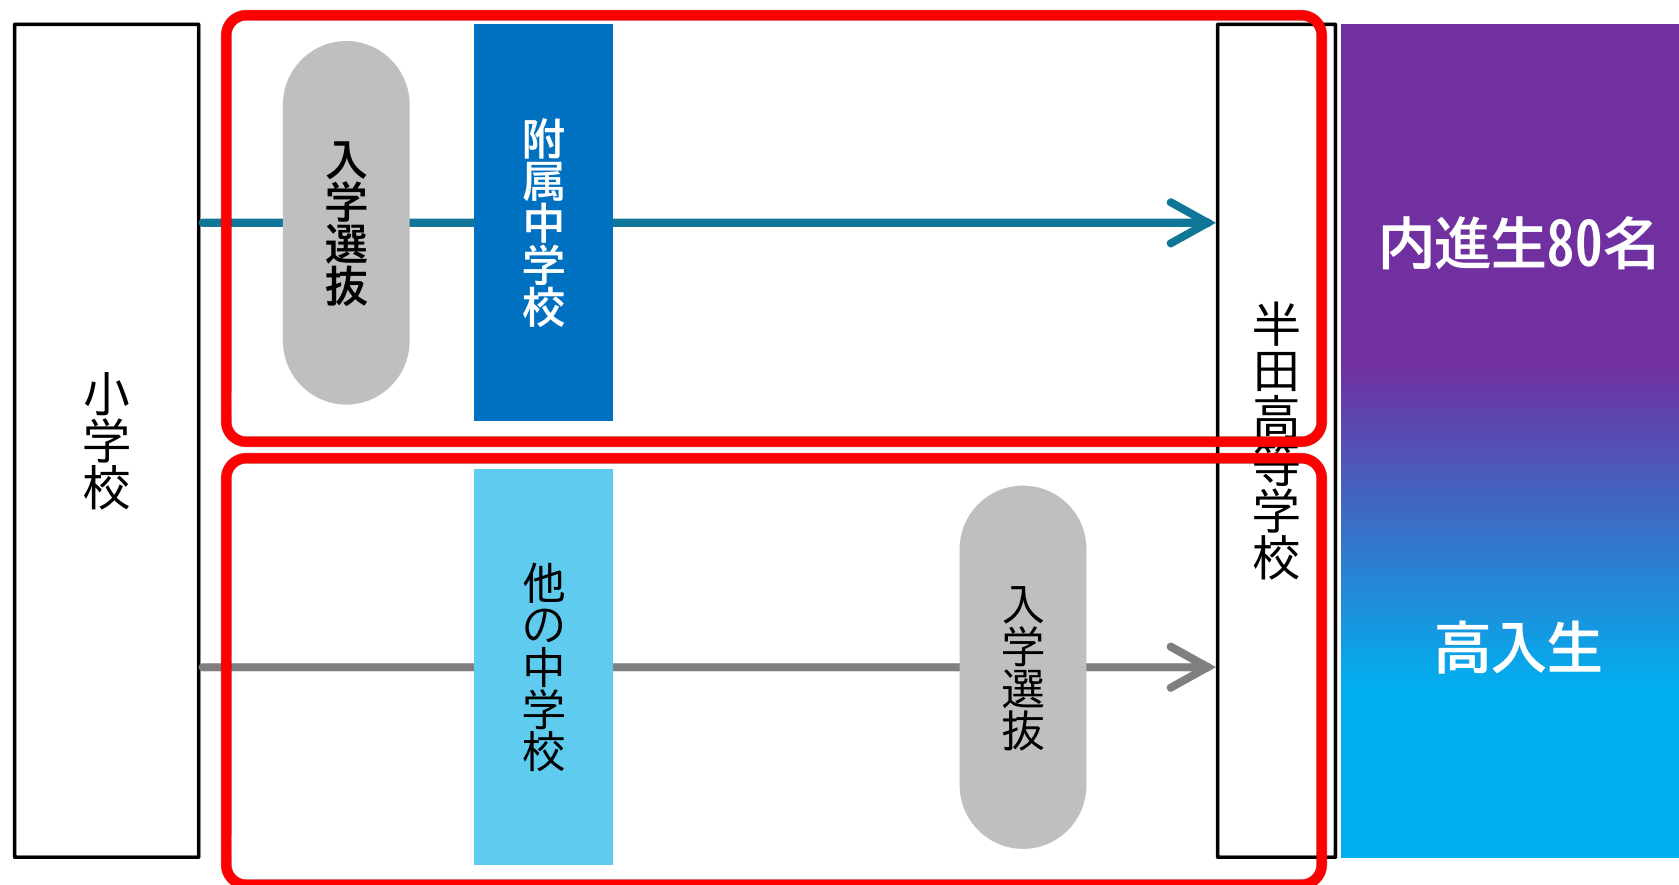 小学校
入学選抜
附属中学校
他の中学校
入学選抜
半田高等学校
内進生80名
高入生